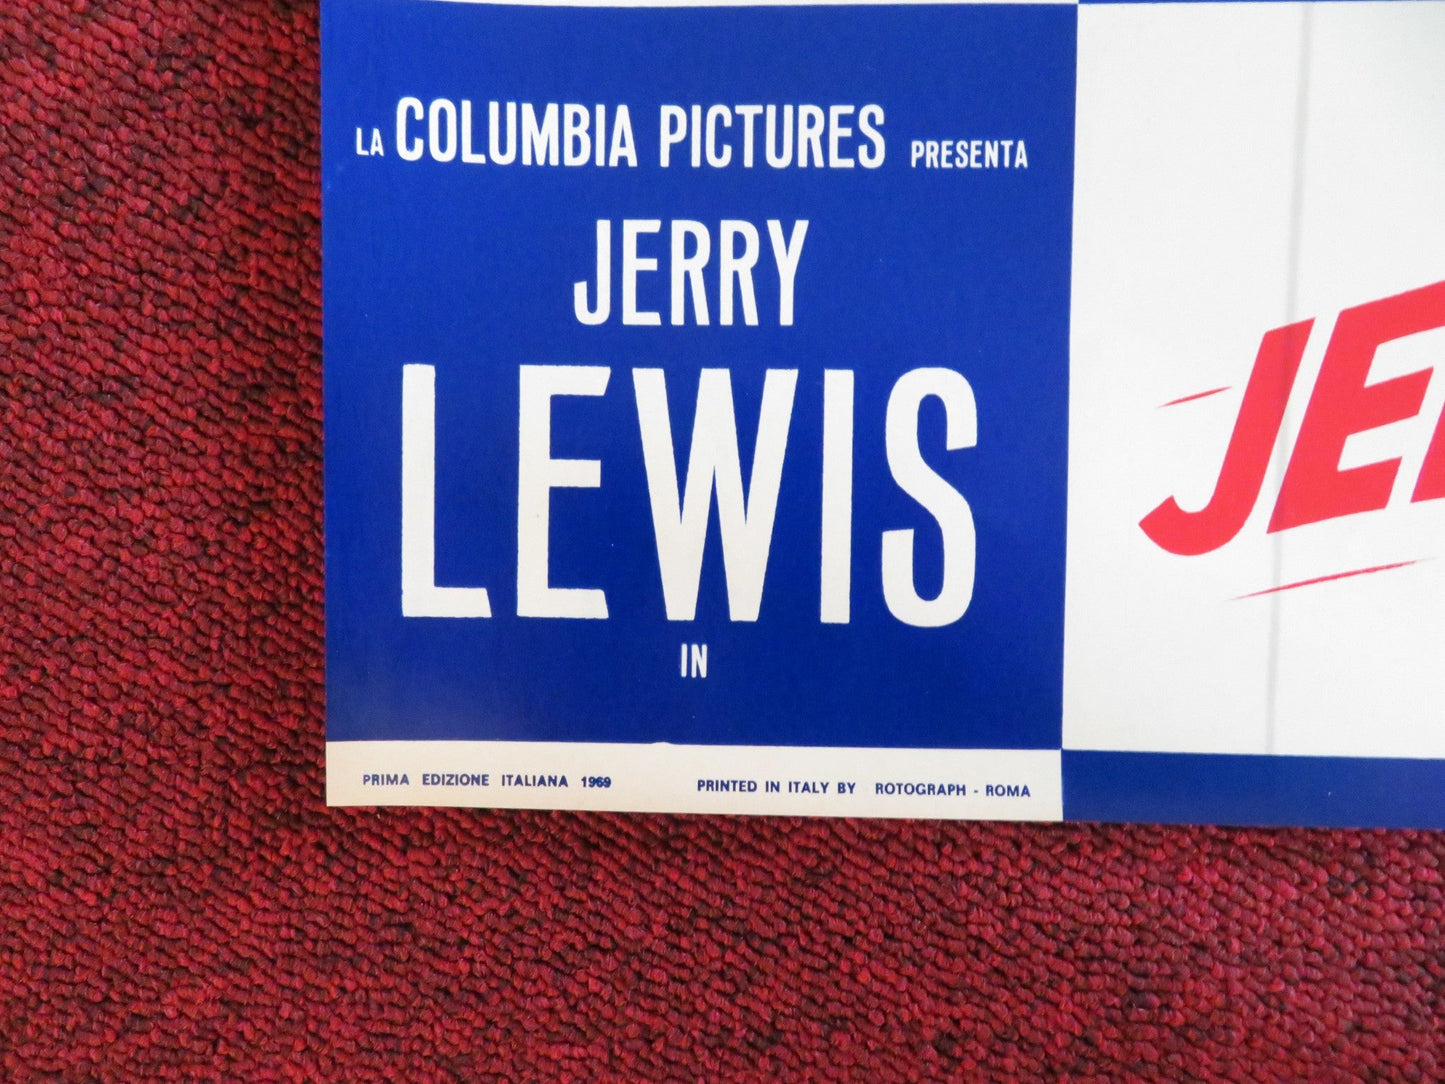 LA COLUMBIA PICTURES PRESENTA
JERRY
LEWIS
IN
PRIMA EDIZIONE ITALIANA 1969
PRINTED IN ITALY BY ROTOGRAPH - ROMA